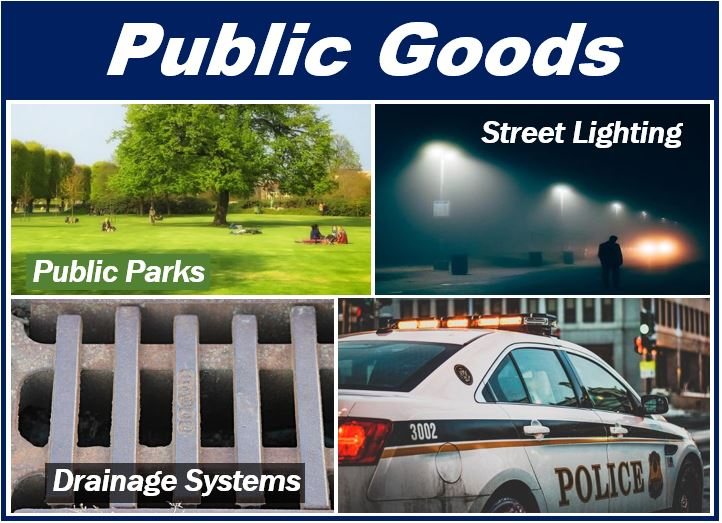 Public Goods
Public Parks
Street Lighting
Drainage Systems
3002
POLICE